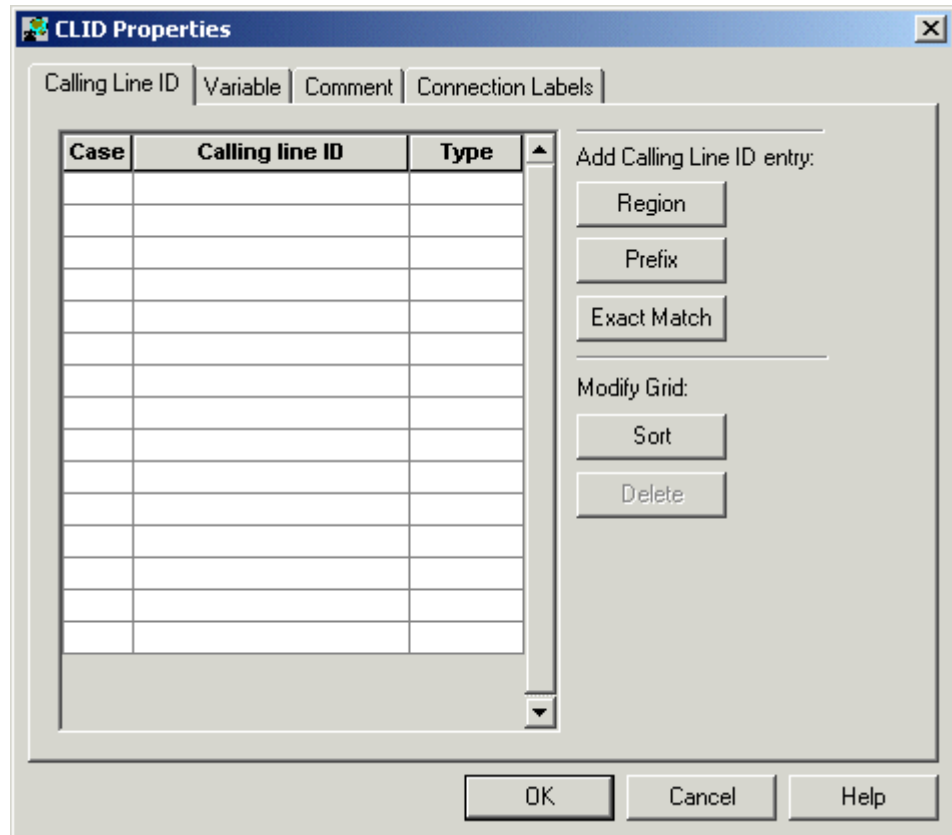 CLID Properties
Calling Line ID Variable Comment Connection Labels
Case Calling line ID Type
Add Calling Line ID entry:
Region
Prefix
Exact Match
Modify Grid:
Sort
Delete
OK Cancel Help